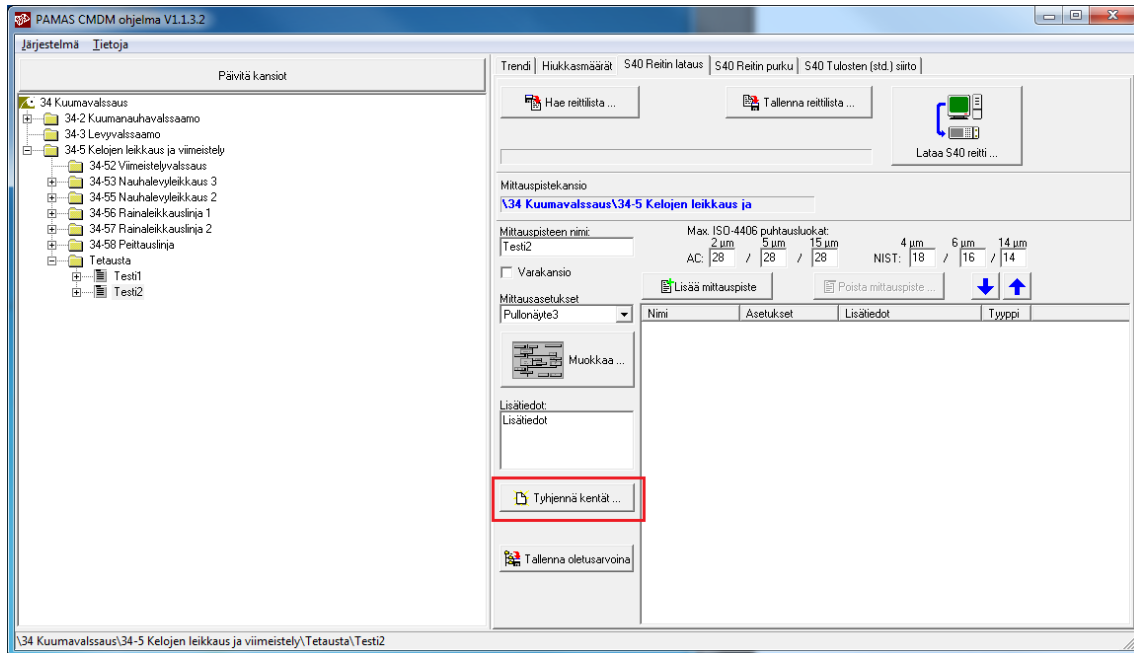 PAMAS CMDM ohjelma V1.1.3.2
Järjestelmä Tietoja
Päivitä kansiot
34 Kuumavalssaus
34-2 Kuumanauhavalssaamo
34-3 Levyvalssaamo
34-5 Kelojen leikkaus ja viimeistely
34-52 Viimeistelyvalssaus
34-53 Nauhalevyleikkaus 3
34-55 Nauhalevyleikkaus 2
34-56 Rainaleikkauslinja 1
34-57 Rainaleikkauslinja 2
34-58 Peittauslinja
Tetausta
Testi1
Testi2
Trendi Hiukkasmäärät S40 Reitin lataus S40 Reitin purku S40 Tulosten (std.) siirto
Hae reittilista ... Tallenna reittilista ...
Lataa S40 reitti ...
Mittauspistekansio
\34 Kuumavalssaus\34-5 Kelojen leikkaus ja
Mittauspisteen nimi: Max. ISO-4406 puhtausluokat:
2 µm 5 µm 15 µm 4 µm 6 µm 14 µm
Testi2 AC: 28 / 28 / 28 NIST: 18 / 16 / 14
Varakansio
Lisää mittauspiste Poista mittauspiste ...
Mittausasetukset
Pullonäyte3
Nimi Asetukset Lisätiedot Tyyppi
Muokkaa ...
Lisätiedot:
Lisätiedot
Tyhjennä kentät ...
Tallenna oletusarvoina
\34 Kuumavalssaus\34-5 Kelojen leikkaus ja viimeistely\Tetausta\Testi2